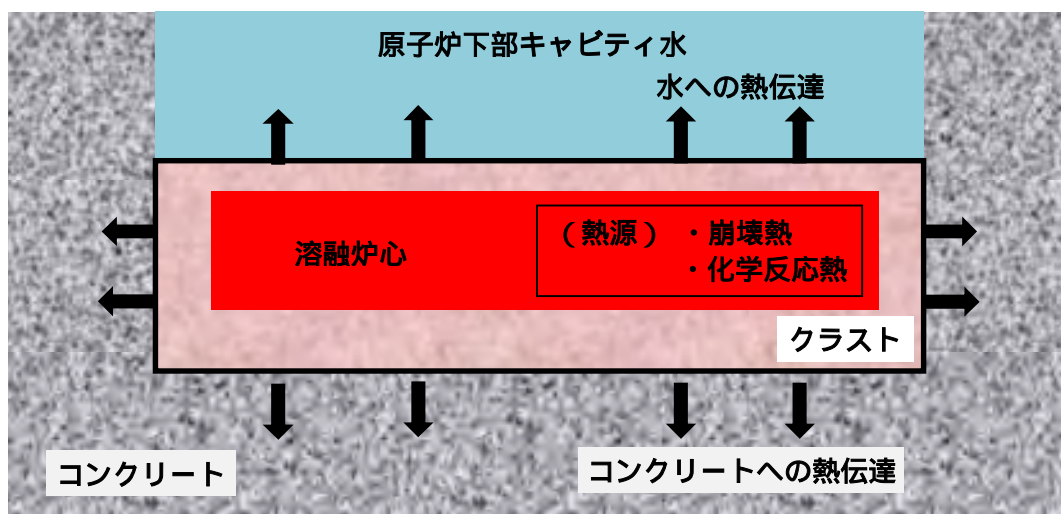 原子炉下部キャビティ水
水への熱伝達
溶融炉心
（熱源） ・崩壊熱
・化学反応熱
クラスト
コンクリート
コンクリートへの熱伝達